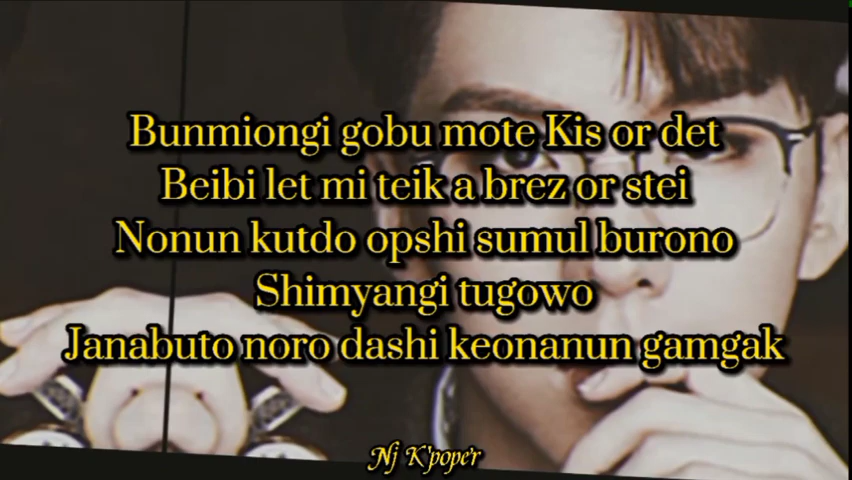 Bunmiongi gobu mote Kis or det
Beibi let mi teik a brez or stei
Nonun kutdo opshi sumul burono
Shimyangi tugowo
Janabuto noro dashi keonanun gamgak
Nj K'pope'r